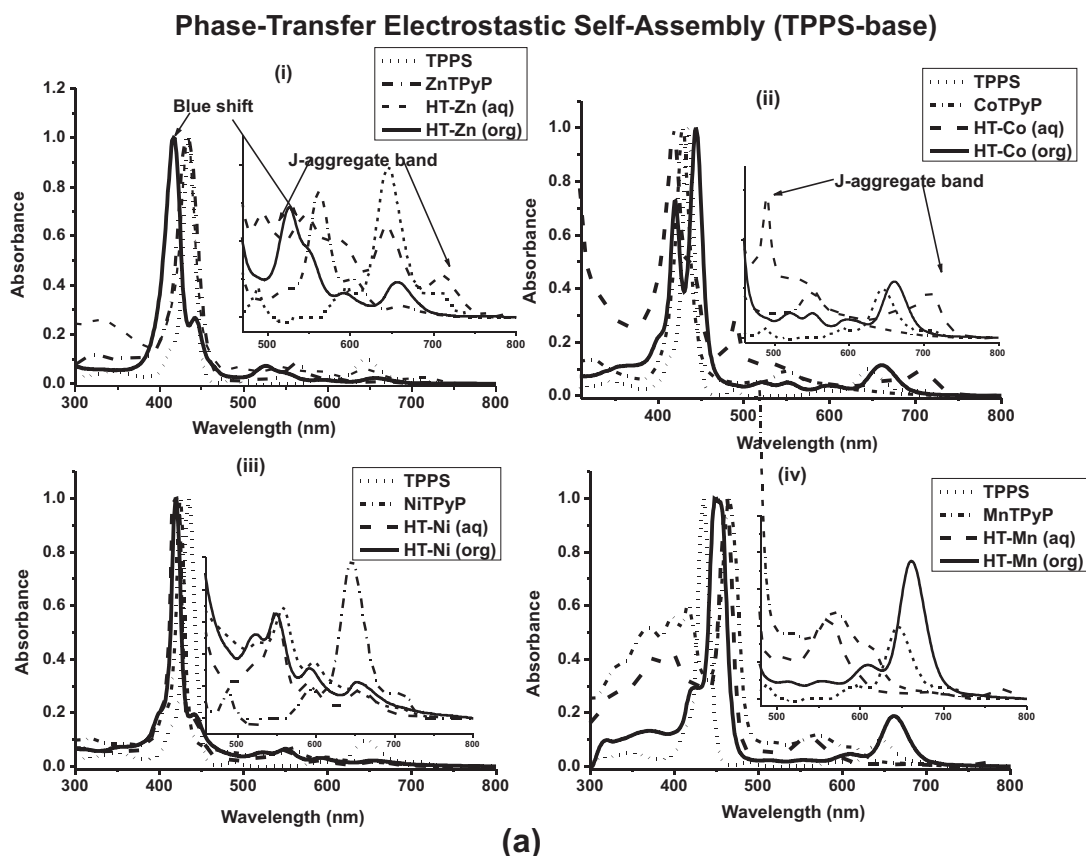 Phase-Transfer Electrostastic Self-Assembly (TPPS-base)
(i)
TPPS
ZnTPyP
HT-Zn (aq)
HT-Zn (org)
Blue shift
J-aggregate band
1.2
1.0
0.8
0.6
0.4
0.2
0.0
Absorbance
500 600 700 800
300 400 500 600 700 800
Wavelength (nm)
(ii)
TPPS
CoTPyP
HT-Co (aq)
HT-Co (org)
J-aggregate band
1.0
0.8
0.6
0.4
0.2
0.0
Absorbance
500 600 700 800
400 500 600 700 800
Wavelength (nm)
(iii)
TPPS
NiTPyP
HT-Ni (aq)
HT-Ni (org)
1.0
0.8
0.6
0.4
0.2
0.0
Absorbance
500 600 700 800
300 400 500 600 700 800
Wavelength (nm)
(iv)
TPPS
MnTPyP
HT-Mn (aq)
HT-Mn (org)
1.0
0.8
0.6
0.4
0.2
0.0
Absorbance
500 600 700 800
300 400 500 600 700 800
Wavelength (nm)
(a)